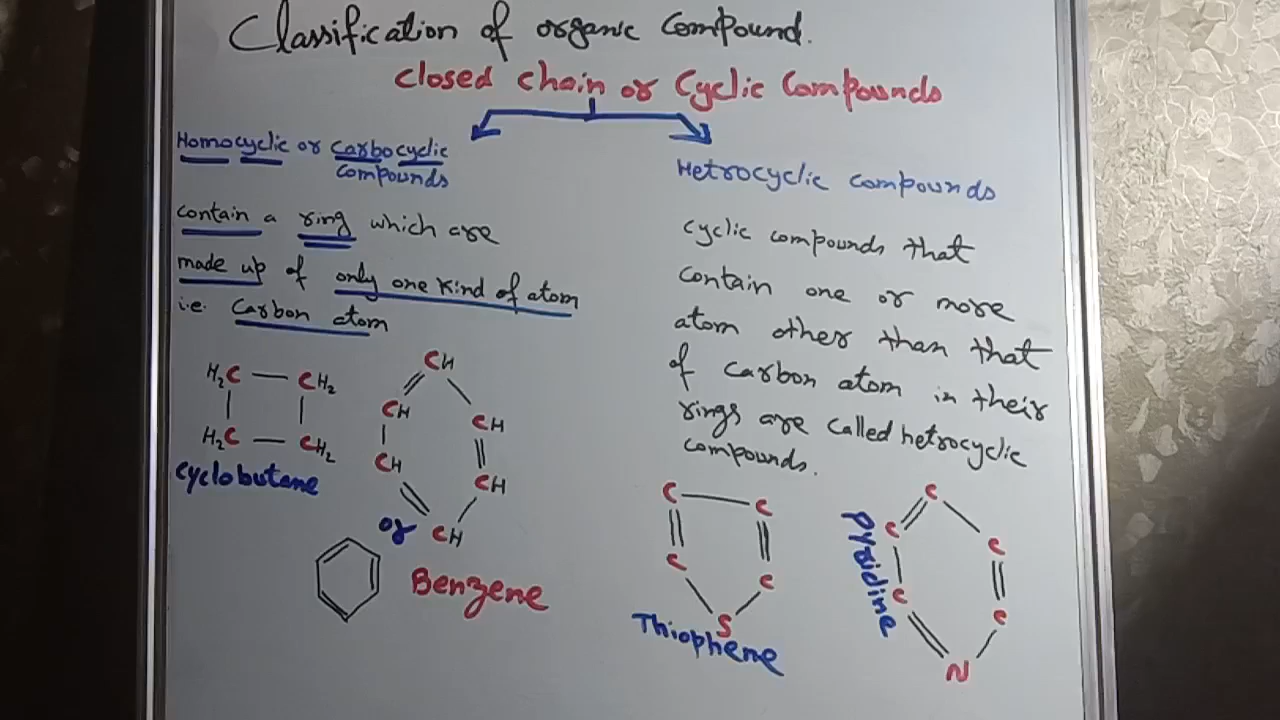 Classification of organic compound.
Closed chain or Cyclic Compounds
Homocyclic or Carbocyclic
compounds
contain a ring which are
made up of only one kind of atom
i.e. Carbon atom
H₂C — CH₂
H₂C — CH₂
cyclobutane
CH
CH
CH
CH
CH
CH
or
Benzene
Hetrocyclic compounds
cyclic compounds that
contain one or more
atom other than that
of carbon atom in their
rings are called hetrocyclic
compounds.
C C
C C
S
Thiophene
C
C C
C C
N
Pyridine